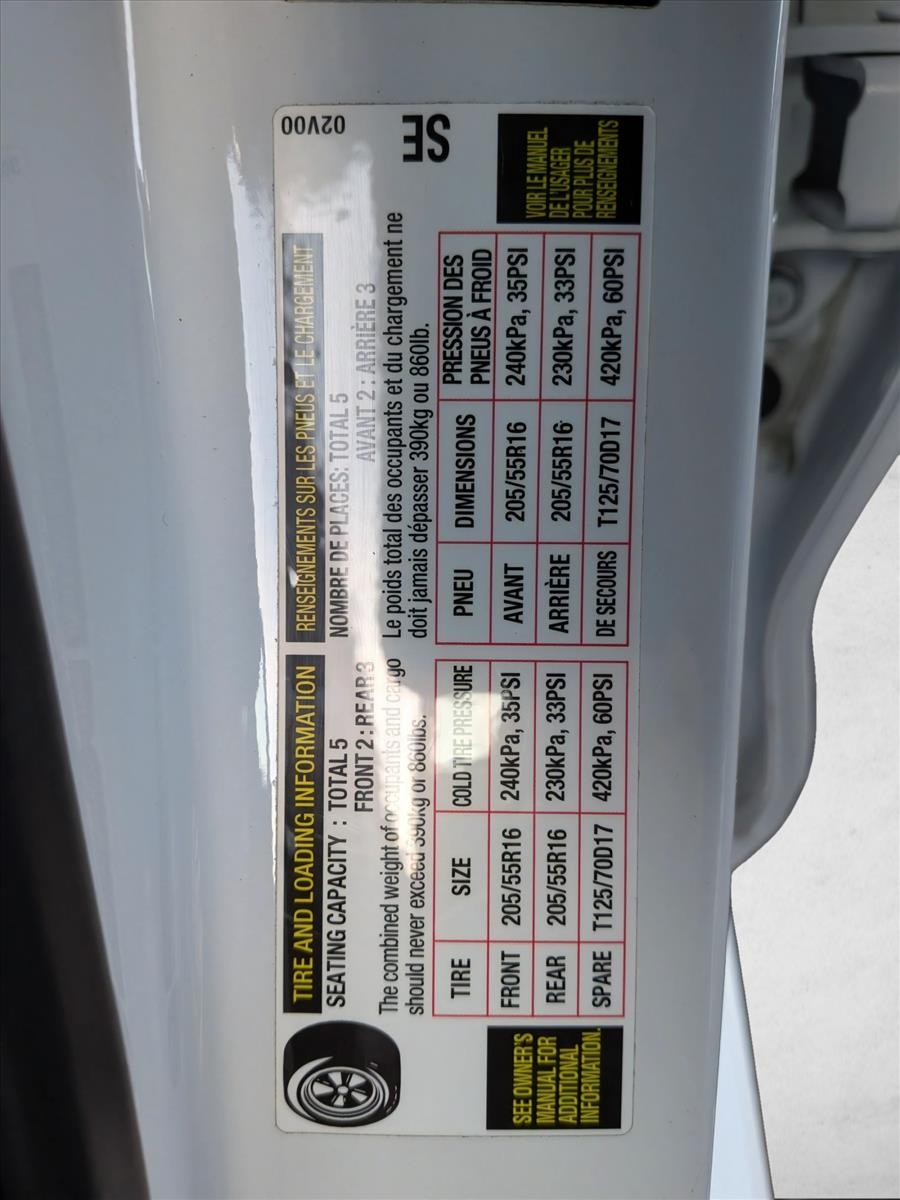 TIRE AND LOADING INFORMATION
SEATING CAPACITY : TOTAL 5
FRONT 2 : REAR 3
The combined weight of occupants and cargo
should never exceed 390kg or 860lbs.
TIRE SIZE COLD TIRE PRESSURE
FRONT 205/55R16 240kPa, 35PSI
REAR 205/55R16 230kPa, 33PSI
SPARE T125/70D17 420kPa, 60PSI
SEE OWNER'S
MANUAL FOR
ADDITIONAL
INFORMATION.
RENSEIGNEMENTS SUR LES PNEUS ET LE CHARGEMENT
NOMBRE DE PLACES: TOTAL 5
AVANT 2 : ARRIÈRE 3
Le poids total des occupants et du chargement ne
doit jamais dépasser 390kg ou 860lb.
PNEU DIMENSIONS PRESSION DES
PNEUS À FROID
AVANT 205/55R16 240kPa, 35PSI
ARRIÈRE 205/55R16 230kPa, 33PSI
DE SECOURS T125/70D17 420kPa, 60PSI
02V00
SE
VOIR LE MANUEL
DE L'USAGER
POUR PLUS DE
RENSEIGNEMENTS